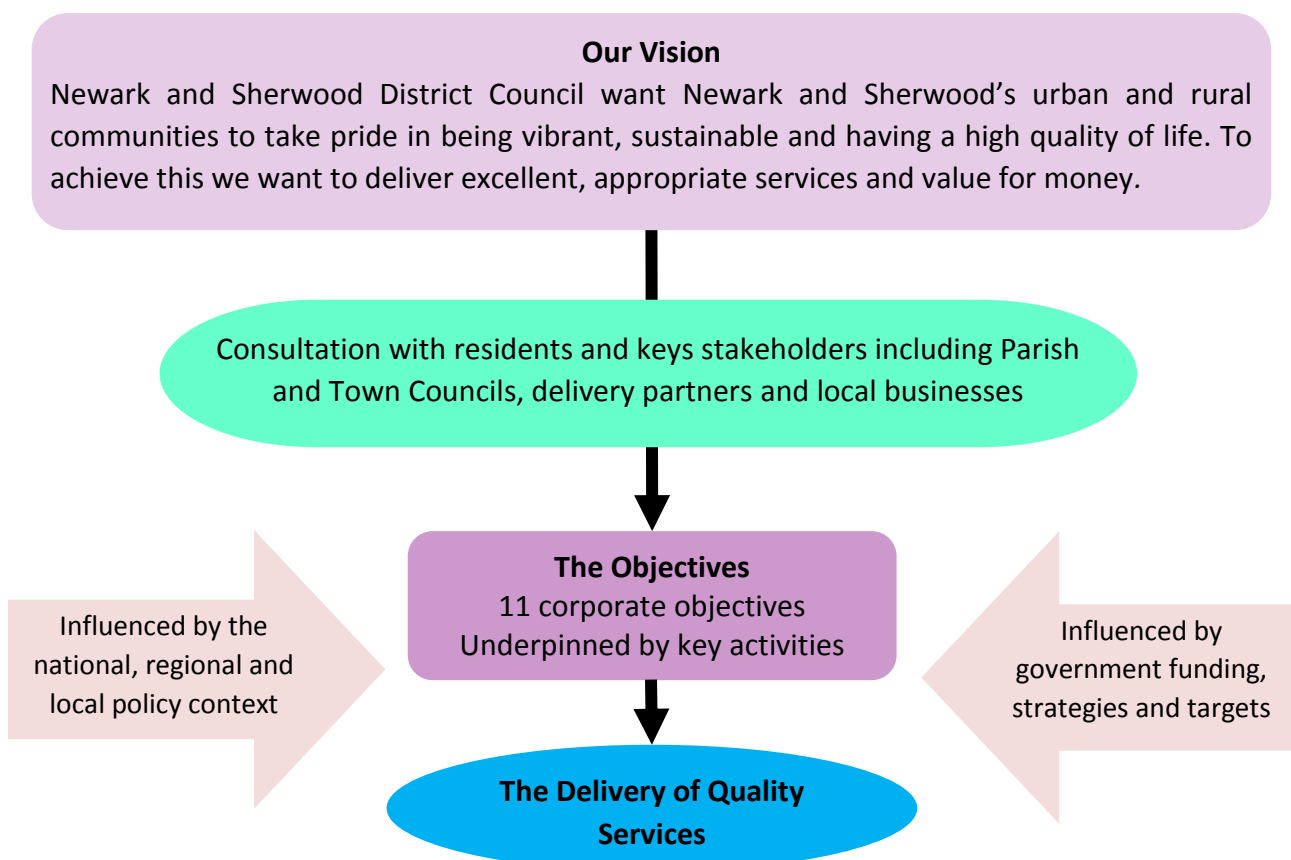 Our Vision
Newark and Sherwood District Council want Newark and Sherwood’s urban and rural
communities to take pride in being vibrant, sustainable and having a high quality of life. To
achieve this we want to deliver excellent, appropriate services and value for money.
Consultation with residents and keys stakeholders including Parish
and Town Councils, delivery partners and local businesses
The Objectives
11 corporate objectives
Underpinned by key activities
Influenced by the
national, regional and
local policy context
Influenced by
government funding,
strategies and targets
The Delivery of Quality
Services